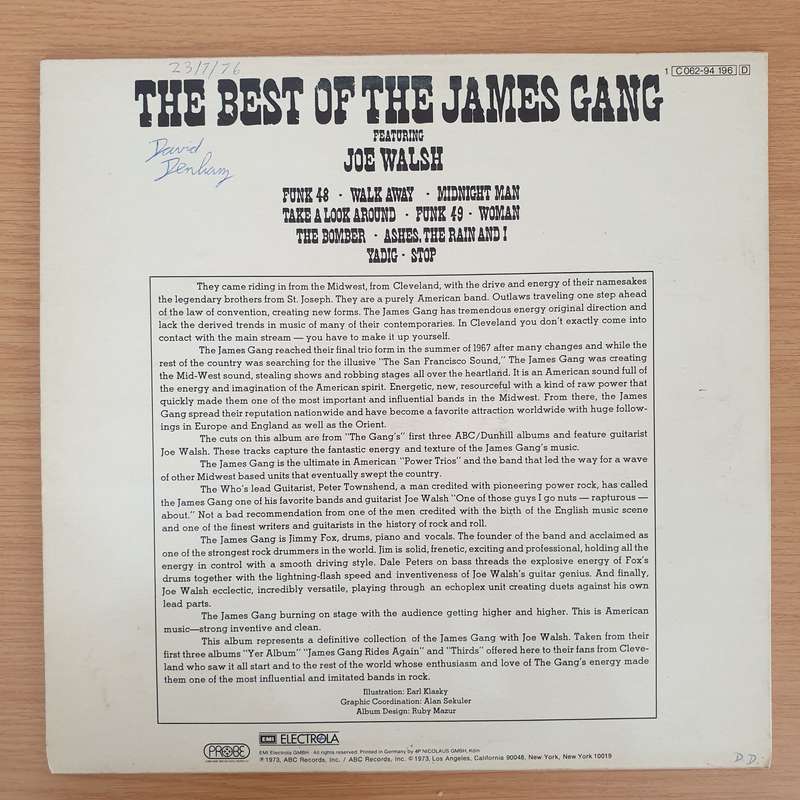 23/7/76
1 C 062-94 196 D
THE BEST OF THE JAMES GANG
FEATURING
JOE WALSH
David
Denham
FUNK 48 · WALK AWAY · MIDNIGHT MAN
TAKE A LOOK AROUND · FUNK 49 · WOMAN
THE BOMBER · ASHES, THE RAIN AND I
YADIG · STOP
They came riding in from the Midwest, from Cleveland, with the drive and energy of their namesakes
the legendary brothers from St. Joseph. They are a purely American band. Outlaws traveling one step ahead
of the law of convention, creating new forms. The James Gang has tremendous energy original direction and
lack the derived trends in music of many of their contemporaries. In Cleveland you don't exactly come into
contact with the main stream — you have to make it up yourself.
The James Gang reached their final trio form in the summer of 1967 after many changes and while the
rest of the country was searching for the illusive "The San Francisco Sound," The James Gang was creating
the Mid-West sound, stealing shows and robbing stages all over the heartland. It is an American sound full of
the energy and imagination of the American spirit. Energetic, new, resourceful with a kind of raw power that
quickly made them one of the most important and influential bands in the Midwest. From there, the James
Gang spread their reputation nationwide and have become a favorite attraction worldwide with huge follow-
ings in Europe and England as well as the Orient.
The cuts on this album are from "The Gang's" first three ABC/Dunhill albums and feature guitarist
Joe Walsh. These tracks capture the fantastic energy and texture of the James Gang's music.
The James Gang is the ultimate in American "Power Trios" and the band that led the way for a wave
of other Midwest based units that eventually swept the country.
The Who's lead Guitarist, Peter Townshend, a man credited with pioneering power rock, has called
the James Gang one of his favorite bands and guitarist Joe Walsh "One of those guys I go nuts — rapturous —
about." Not a bad recommendation from one of the men credited with the birth of the English music scene
and one of the finest writers and guitarists in the history of rock and roll.
The James Gang is Jimmy Fox, drums, piano and vocals. The founder of the band and acclaimed as
one of the strongest rock drummers in the world. Jim is solid, frenetic, exciting and professional, holding all the
energy in control with a smooth driving style. Dale Peters on bass threads the explosive energy of Fox's
drums together with the lightning-flash speed and inventiveness of Joe Walsh's guitar genius. And finally,
Joe Walsh ecclectic, incredibly versatile, playing through an echoplex unit creating duets against his own
lead parts.
The James Gang burning on stage with the audience getting higher and higher. This is American
music—strong inventive and clean.
This album represents a definitive collection of the James Gang with Joe Walsh. Taken from their
first three albums "Yer Album" "James Gang Rides Again" and "Thirds" offered here to their fans from Cleve-
land who saw it all start and to the rest of the world whose enthusiasm and love of The Gang's energy made
them one of the most influential and imitated bands in rock.
Illustration: Earl Klasky
Graphic Coordination: Alan Sekuler
Album Design: Ruby Mazur
PROBE
EMI ELECTROLA
EMI Electrola GMBH · All rights reserved. Printed in Germany by 4P NICOLAUS GMBH, Köln
℗ 1973, ABC Records, Inc. / ABC Records, Inc. © 1973, Los Angeles, California 90048, New York, New York 10019
D.D.